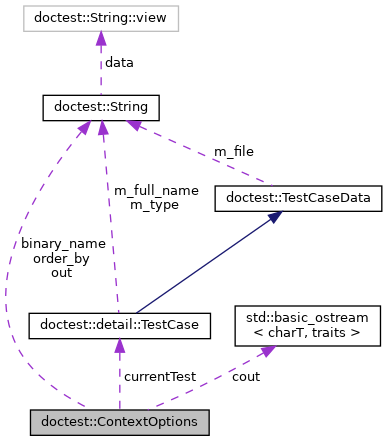 doctest::String::view
data
doctest::String
m_file
m_full_name
m_type
doctest::TestCaseData
binary_name
order_by
out
doctest::detail::TestCase
std::basic_ostream
< charT, traits >
currentTest
cout
doctest::ContextOptions